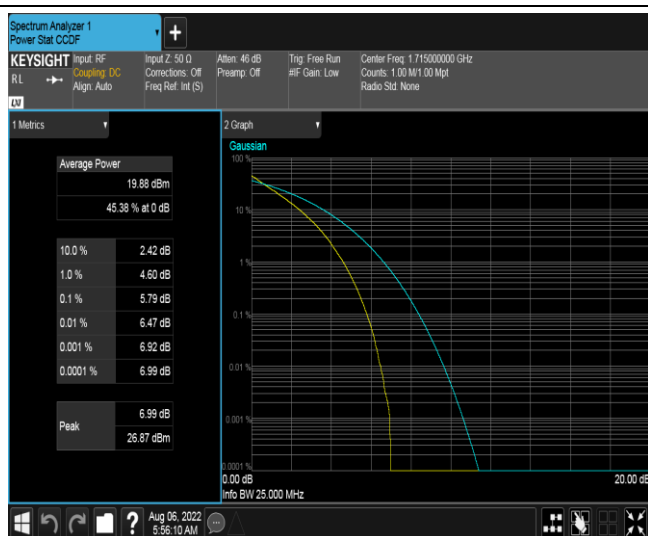 Spectrum Analyzer 1
Power Stat CCDF
+
KEYSIGHT
RL
LXI
Input: RF
Coupling: DC
Align: Auto
Input Z: 50 Ω
Corrections: Off
Freq Ref: Int (S)
Atten: 46 dB
Preamp: Off
Trig: Free Run
#IF Gain: Low
Center Freq: 1.715000000 GHz
Counts: 1.00 M/1.00 Mpt
Radio Std: None
1 Metrics
Average Power
19.88 dBm
45.38 % at 0 dB
10.0 % 2.42 dB
1.0 % 4.60 dB
0.1 % 5.79 dB
0.01 % 6.47 dB
0.001 % 6.92 dB
0.0001 % 6.99 dB
Peak
6.99 dB
26.87 dBm
2 Graph
Gaussian
100 %
10 %
1 %
0.1 %
0.01 %
0.001 %
0.0001 %
0.00 dB
20.00 dB
Info BW 25.000 MHz
?
Aug 06, 2022
5:56:10 AM